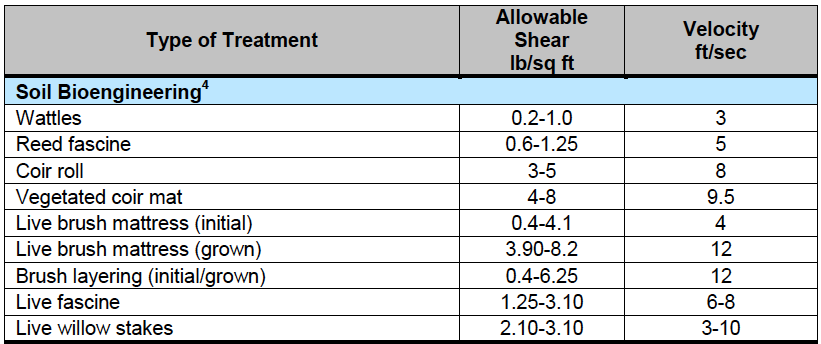 Type of Treatment Allowable Shear lb/sq ft Velocity ft/sec
Soil Bioengineering4
Wattles 0.2-1.0 3
Reed fascine 0.6-1.25 5
Coir roll 3-5 8
Vegetated coir mat 4-8 9.5
Live brush mattress (initial) 0.4-4.1 4
Live brush mattress (grown) 3.90-8.2 12
Brush layering (initial/grown) 0.4-6.25 12
Live fascine 1.25-3.10 6-8
Live willow stakes 2.10-3.10 3-10